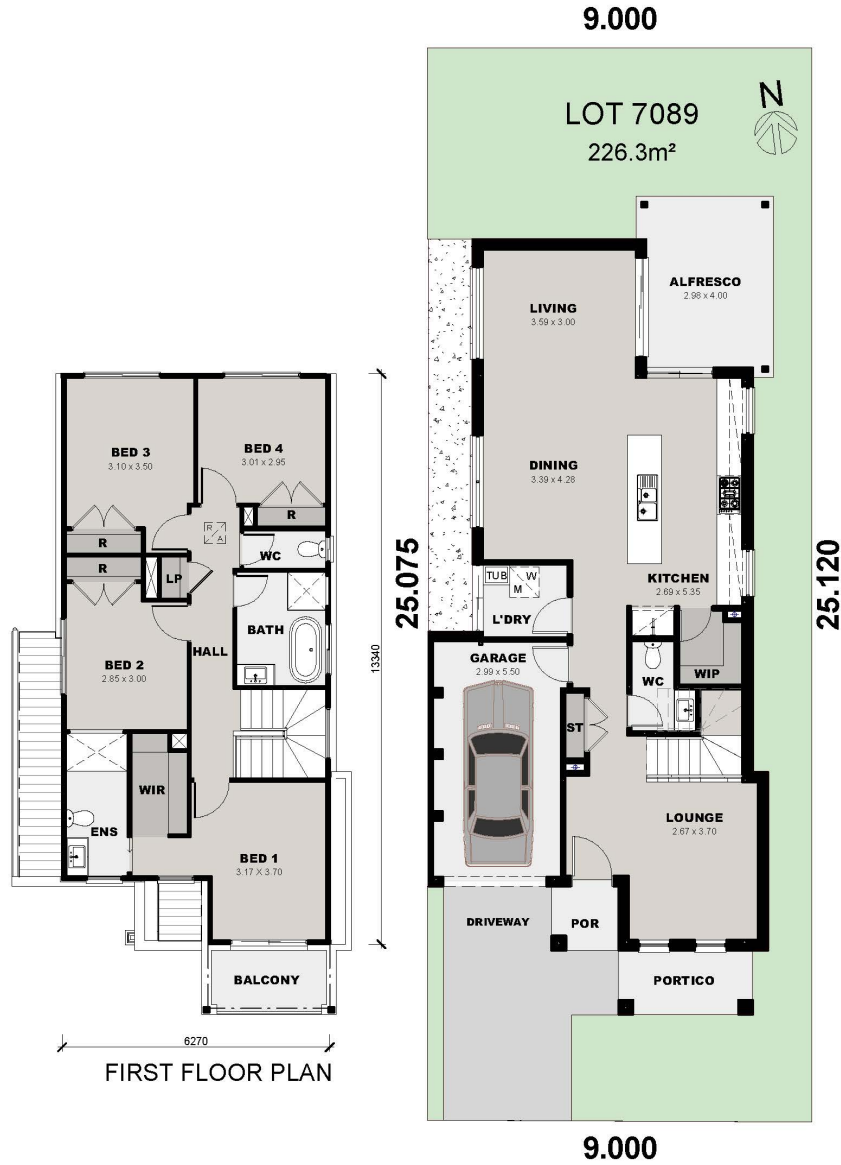 9.000
LOT 7089
226.3m²
N
ALFRESCO
2.98 x 4.00
LIVING
3.59 x 3.00
DINING
3.39 x 4.28
KITCHEN
2.69 x 5.35
TUB
W
M
L'DRY
GARAGE
2.99 x 5.50
WC
WIP
ST
LOUNGE
2.67 x 3.70
DRIVEWAY
POR
PORTICO
25.075
25.120
9.000
BED 3
3.10 x 3.50
BED 4
3.01 x 2.95
R
R
R
R
A
WC
LP
BATH
HALL
BED 2
2.85 x 3.00
WIR
ENS
BED 1
3.17 X 3.70
BALCONY
13340
6270
FIRST FLOOR PLAN